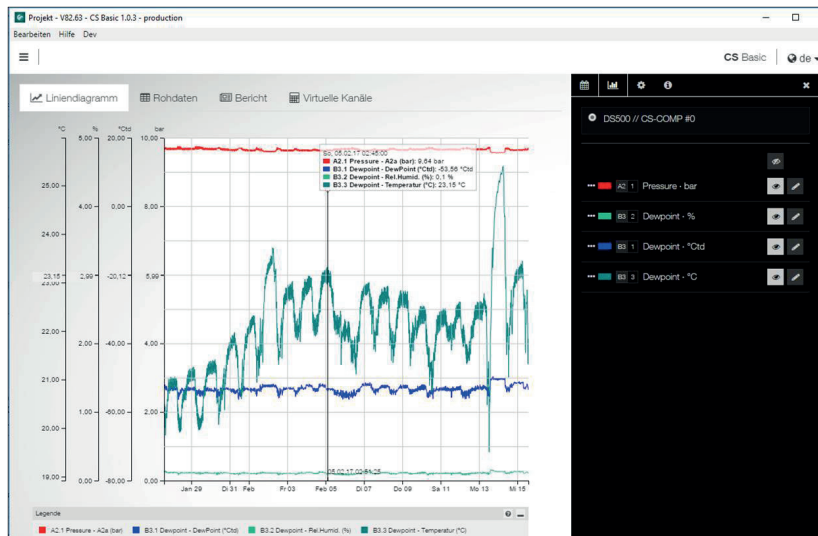 Projekt - V82.63 - CS Basic 1.0.3 - production
Bearbeiten Hilfe Dev
CS Basic de
Liniendiagramm Rohdaten Bericht Virtuelle Kanäle
DS500 // CS-COMP #0
°C % °Ctd bar
5,00 0,00 10,00
25,00
4,00 0,00 8,00
24,00
23,15 2,99 -20,12 5,99
23,00
22,00 2,00 20,00 4,00
21,00
1,00 -60,00 2,00
20,00
19,00 0,00 -80,00 0,00
So, 05.02.17 02:45:00
A2.1 Pressure - A2a (bar): 9,64 bar
B3.1 Dewpoint - DewPoint (°Ctd): -53,56 °Ctd
B3.2 Dewpoint - Rel.Humid. (%): 0,1 %
B3.3 Dewpoint - Temperatur (°C): 23,15 °C
A2 1 Pressure - bar
B3 2 Dewpoint - %
B3 1 Dewpoint - °Ctd
B3 3 Dewpoint - °C
Jan 29 Di 31 Feb Fr 03 Feb 05 Di 07 Do 09 Sa 11 Mo 13 Mi 15
Legende
A2.1 Pressure - A2a (bar) B3.1 Dewpoint - DewPoint (°Ctd) B3.2 Dewpoint - Rel.Humid. (%) B3.3 Dewpoint - Temperatur (°C)